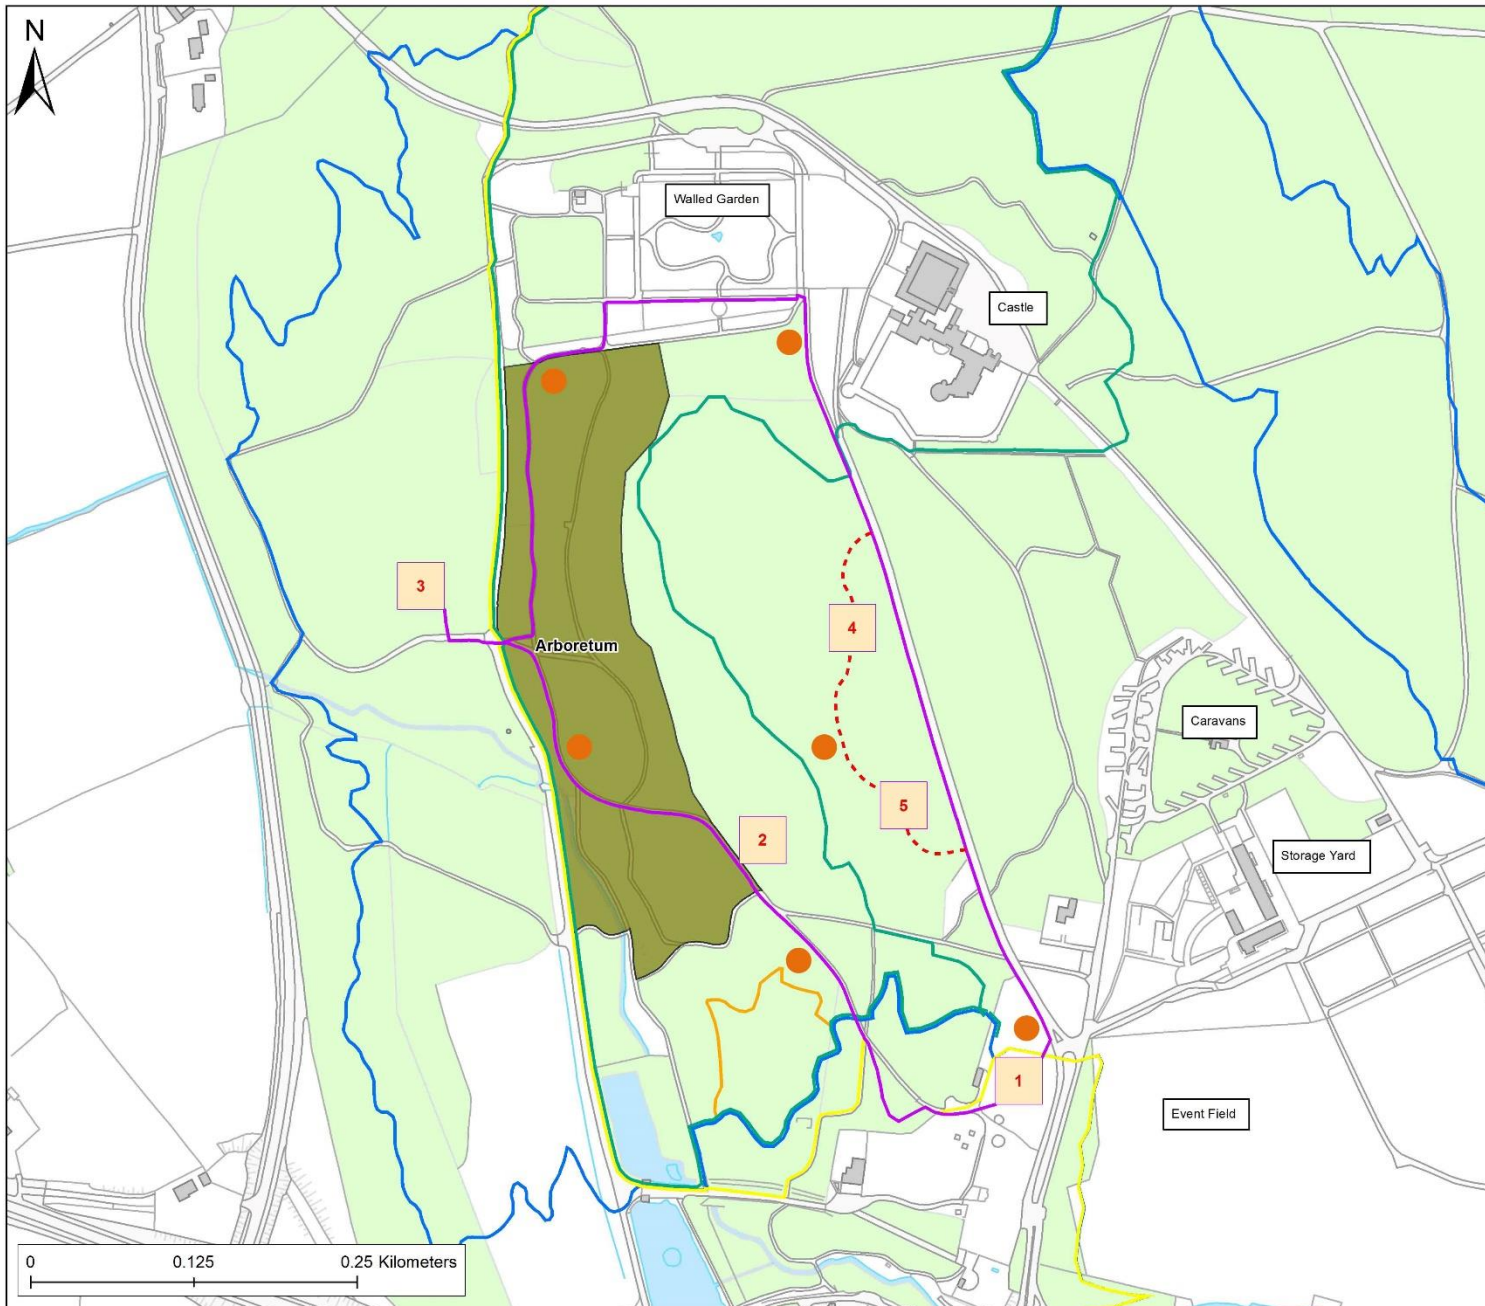 N
Walled Garden
Castle
3
4
Arboretum
Caravans
5
2
Storage Yard
1
Event Field
0 0.125 0.25 Kilometers